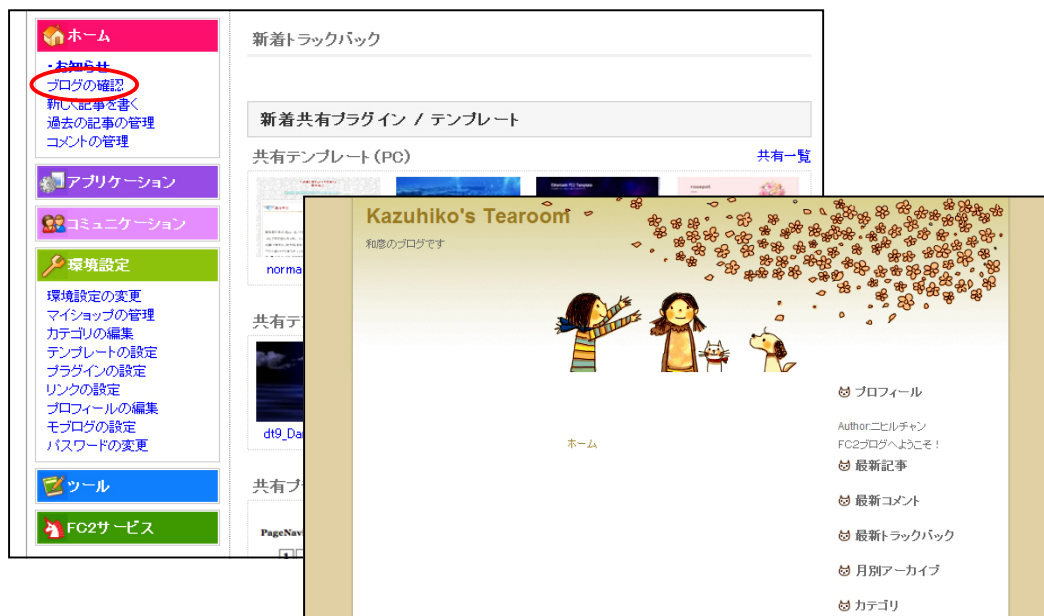 ホーム
・お知らせ
ブログの確認
新しく記事を書く
過去の記事の管理
コメントの管理
アプリケーション
コミュニケーション
環境設定
環境設定の変更
マイショップの管理
カテゴリの編集
テンプレートの設定
プラグインの設定
リンクの設定
プロフィールの編集
モブログの設定
パスワードの変更
ツール
FC2サービス
新着トラックバック
新着共有プラグイン / テンプレート
共有テンプレート(PC)
共有一覧
norma
共有テ
dt9_Da
共有プ
PageNav
1
Kazuhiko's Tearoom
和彦のブログです
ホーム
プロフィール
Author:ニヒルチャン
FC2ブログへようこそ！
最新記事
最新コメント
最新トラックバック
月別アーカイブ
カテゴリ